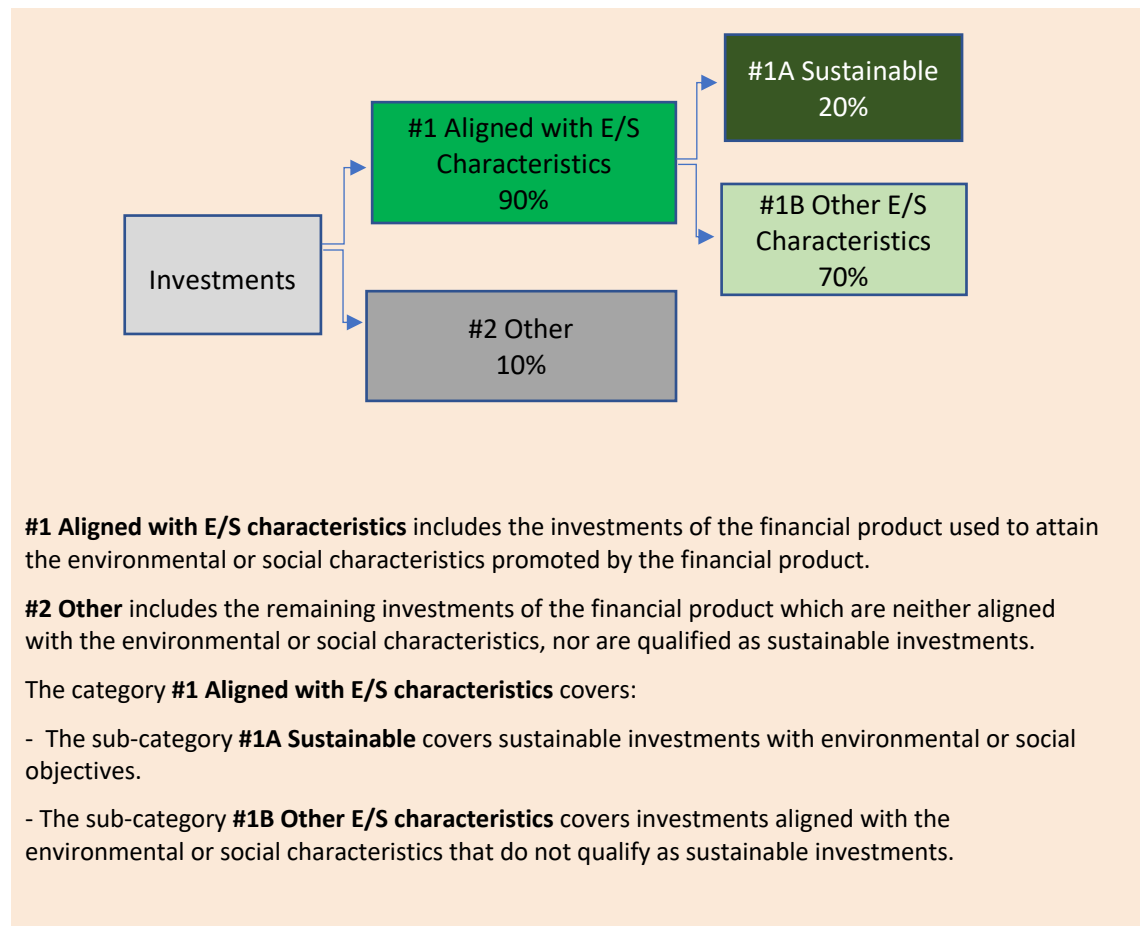 #1A Sustainable
20%
#1 Aligned with E/S
Characteristics
90%
#1B Other E/S
Characteristics
70%
Investments
#2 Other
10%
#1 Aligned with E/S characteristics includes the investments of the financial product used to attain
the environmental or social characteristics promoted by the financial product.
#2 Other includes the remaining investments of the financial product which are neither aligned
with the environmental or social characteristics, nor are qualified as sustainable investments.
The category #1 Aligned with E/S characteristics covers:
- The sub-category #1A Sustainable covers sustainable investments with environmental or social
objectives.
- The sub-category #1B Other E/S characteristics covers investments aligned with the
environmental or social characteristics that do not qualify as sustainable investments.